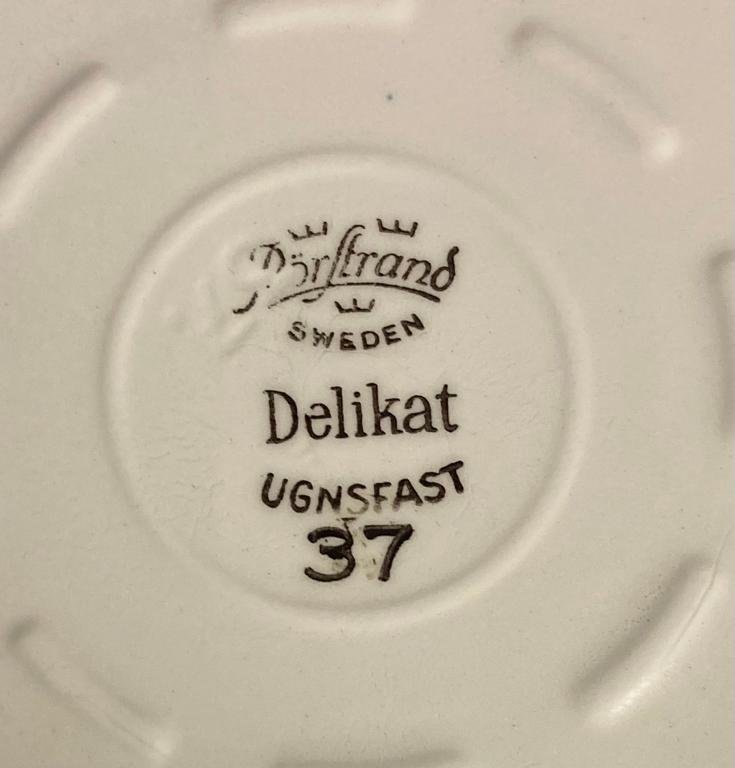 Rörstrand
SWEDEN
Delikat
UGNSFAST
37